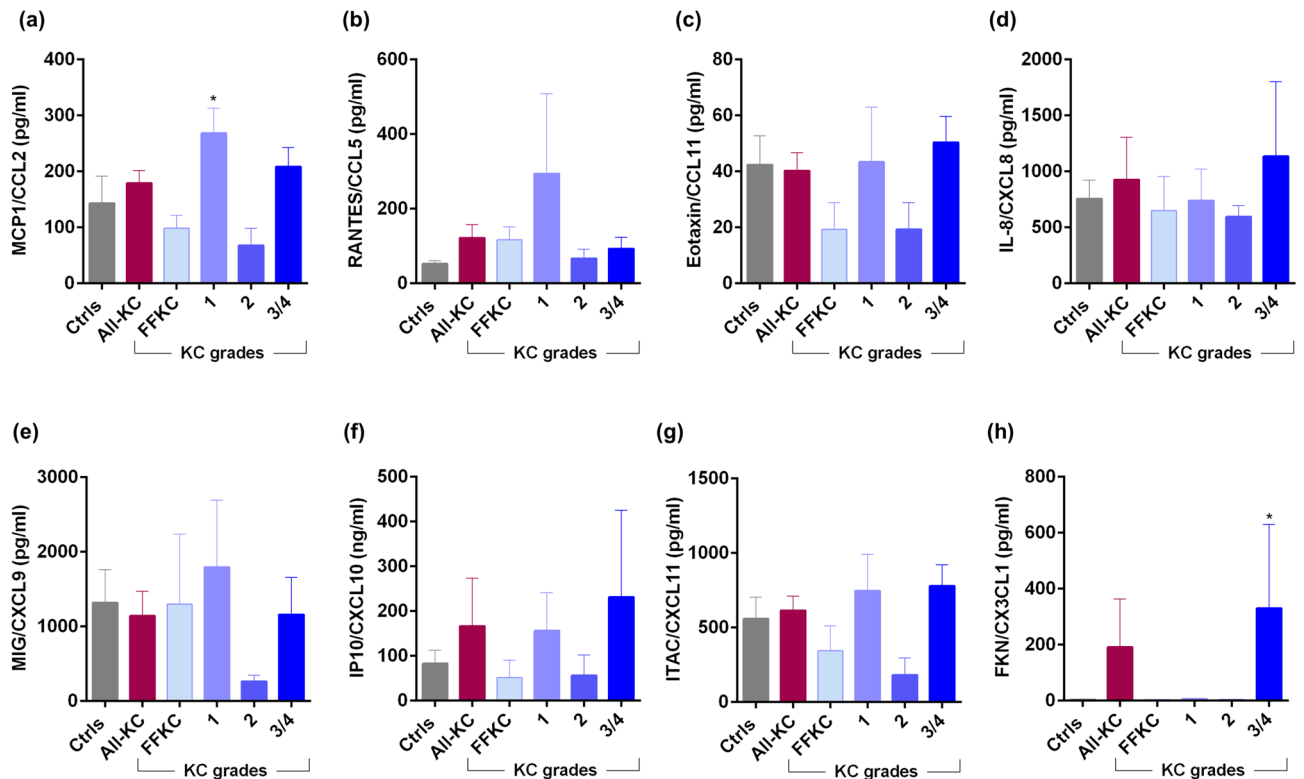 (a)
MCP1/CCL2 (pg/ml)
400
300
200
100
0
*
Ctrls
All-KC
FFKC
1
2
3/4
KC grades
(b)
RANTES/CCL5 (pg/ml)
600
400
200
0
Ctrls
All-KC
FFKC
1
2
3/4
KC grades
(c)
Eotaxin/CCL11 (pg/ml)
80
60
40
20
0
Ctrls
All-KC
FFKC
1
2
3/4
KC grades
(d)
IL-8/CXCL8 (pg/ml)
2000
1500
1000
500
0
Ctrls
All-KC
FFKC
1
2
3/4
KC grades
(e)
MIG/CXCL9 (pg/ml)
3000
2000
1000
0
Ctrls
All-KC
FFKC
1
2
3/4
KC grades
(f)
IP10/CXCL10 (ng/ml)
500
400
300
200
100
0
Ctrls
All-KC
FFKC
1
2
3/4
KC grades
(g)
ITAC/CXCL11 (pg/ml)
1500
1000
500
0
Ctrls
All-KC
FFKC
1
2
3/4
KC grades
(h)
FKN/CX3CL1 (pg/ml)
800
600
400
200
0
*
Ctrls
All-KC
FFKC
1
2
3/4
KC grades